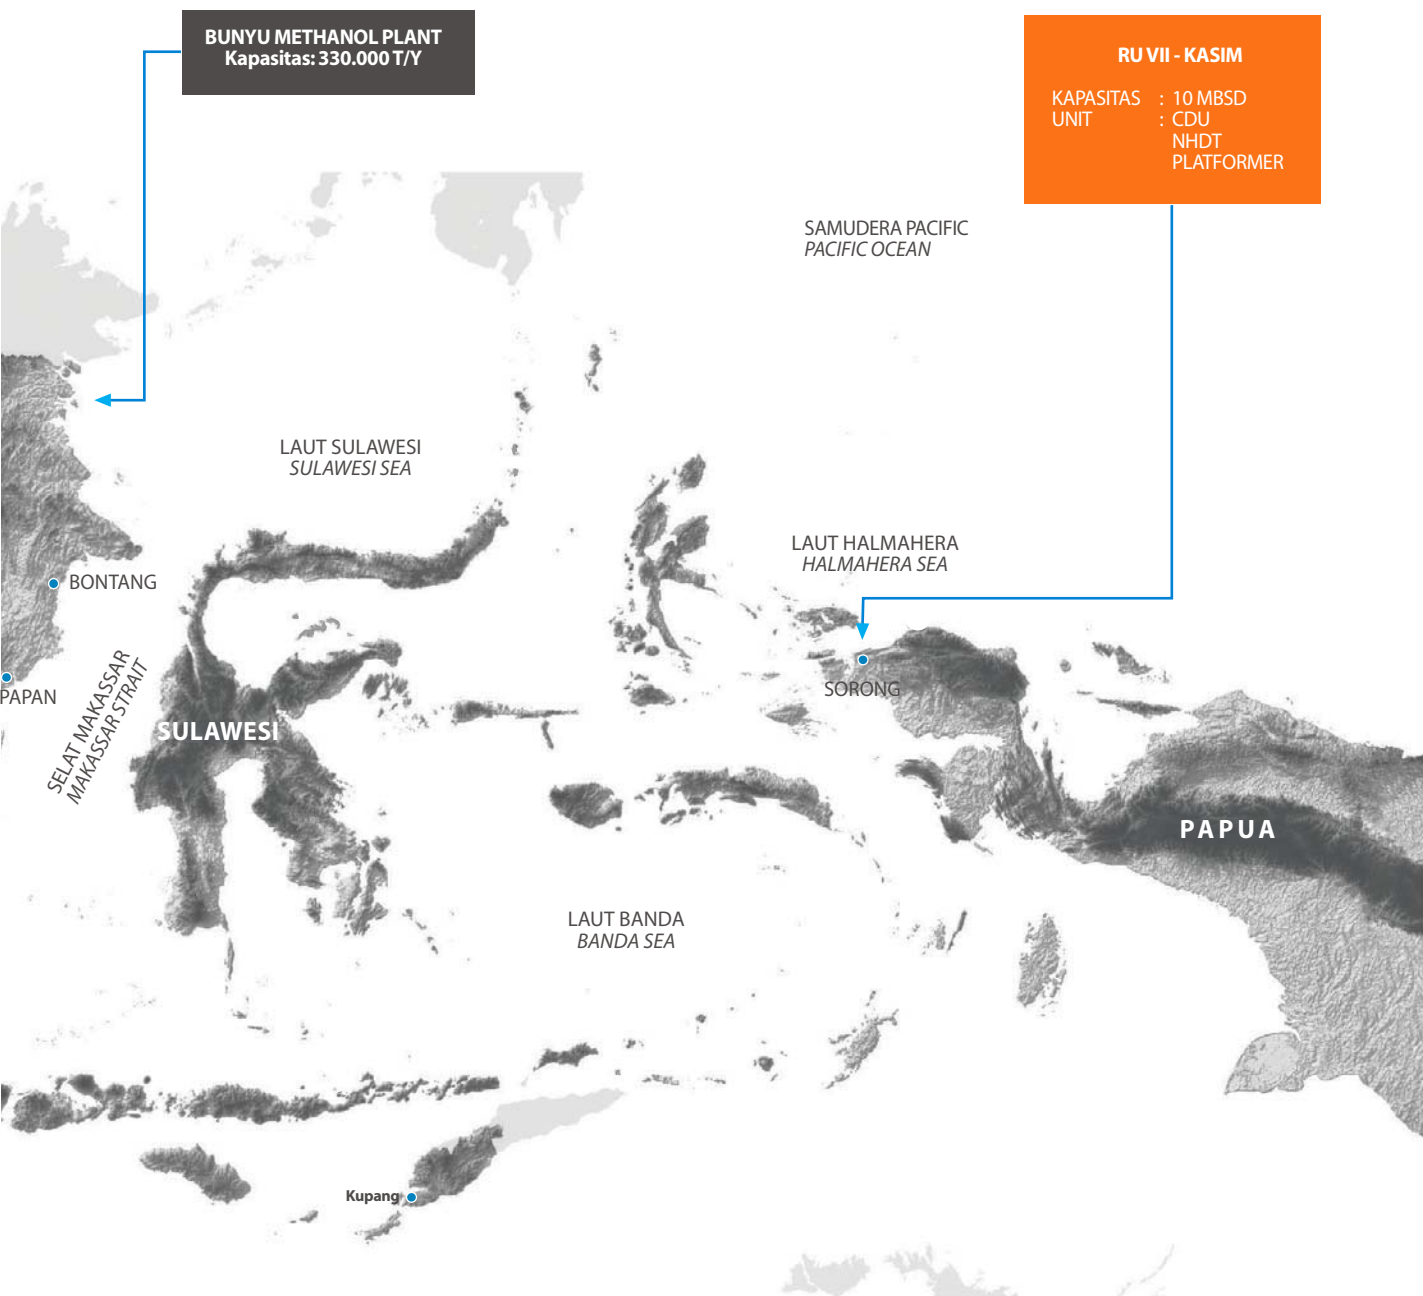 BUNYU METHANOL PLANT
Kapasitas: 330.000 T/Y
RU VII - KASIM
KAPASITAS : 10 MBSD
UNIT : CDU
NHDT
PLATFORMER
SAMUDERA PACIFIC
PACIFIC OCEAN
LAUT SULAWESI
SULAWESI SEA
LAUT HALMAHERA
HALMAHERA SEA
BONTANG
PAPAN
SELAT MAKASSAR
MAKASSAR STRAIT
SORONG
SULAWESI
PAPUA
LAUT BANDA
BANDA SEA
Kupang